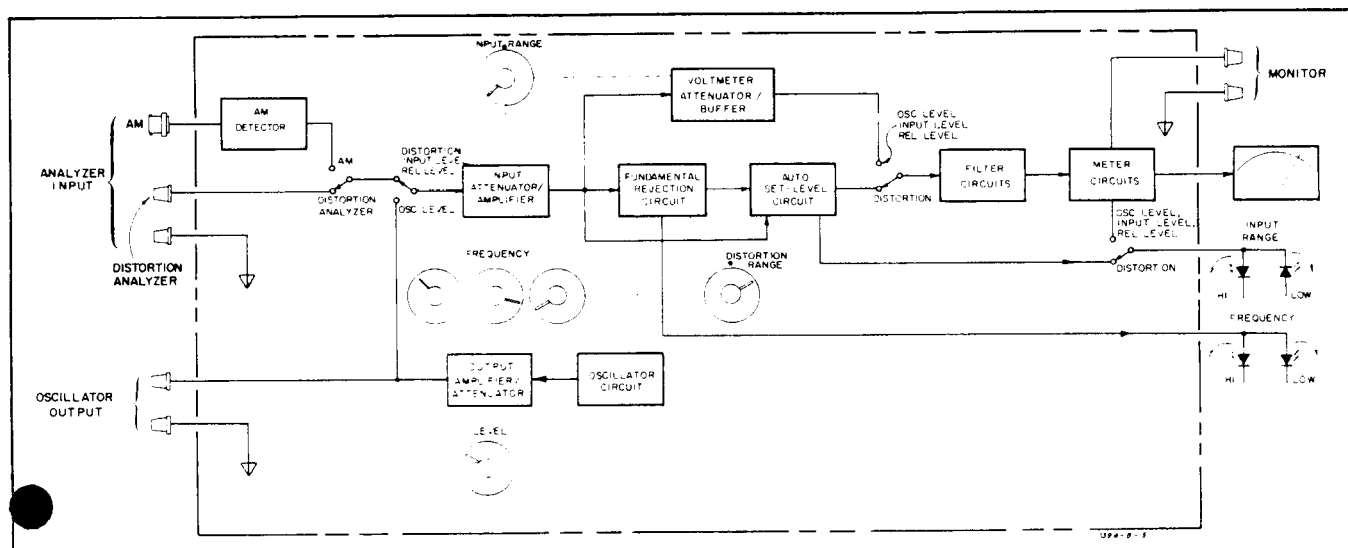 INPUT RANGE
VOLTMETER
ATTENUATOR/
BUFFER
MONITOR
AM
AM
DETECTOR
AM
ANALYZER
INPUT
DISTORTION
ANALYZER
DISTORTION
ANALYZER
DISTORTION
INPUT LEVEL
REL LEVEL
OSC LEVEL
INPUT
ATTENUATOR/
AMPLIFIER
FUNDAMENTAL
REJECTION
CIRCUIT
AUTO
SET-LEVEL
CIRCUIT
OSC LEVEL
INPUT LEVEL
REL LEVEL
DISTORTION
FILTER
CIRCUITS
METER
CIRCUITS
OSC LEVEL,
INPUT LEVEL,
REL LEVEL
DISTORTION
INPUT
RANGE
HI
LOW
FREQUENCY
HI
LOW
FREQUENCY
DISTORTION
RANGE
OSCILLATOR
OUTPUT
OUTPUT
AMPLIFIER/
ATTENUATOR
OSCILLATOR
CIRCUIT
LEVEL